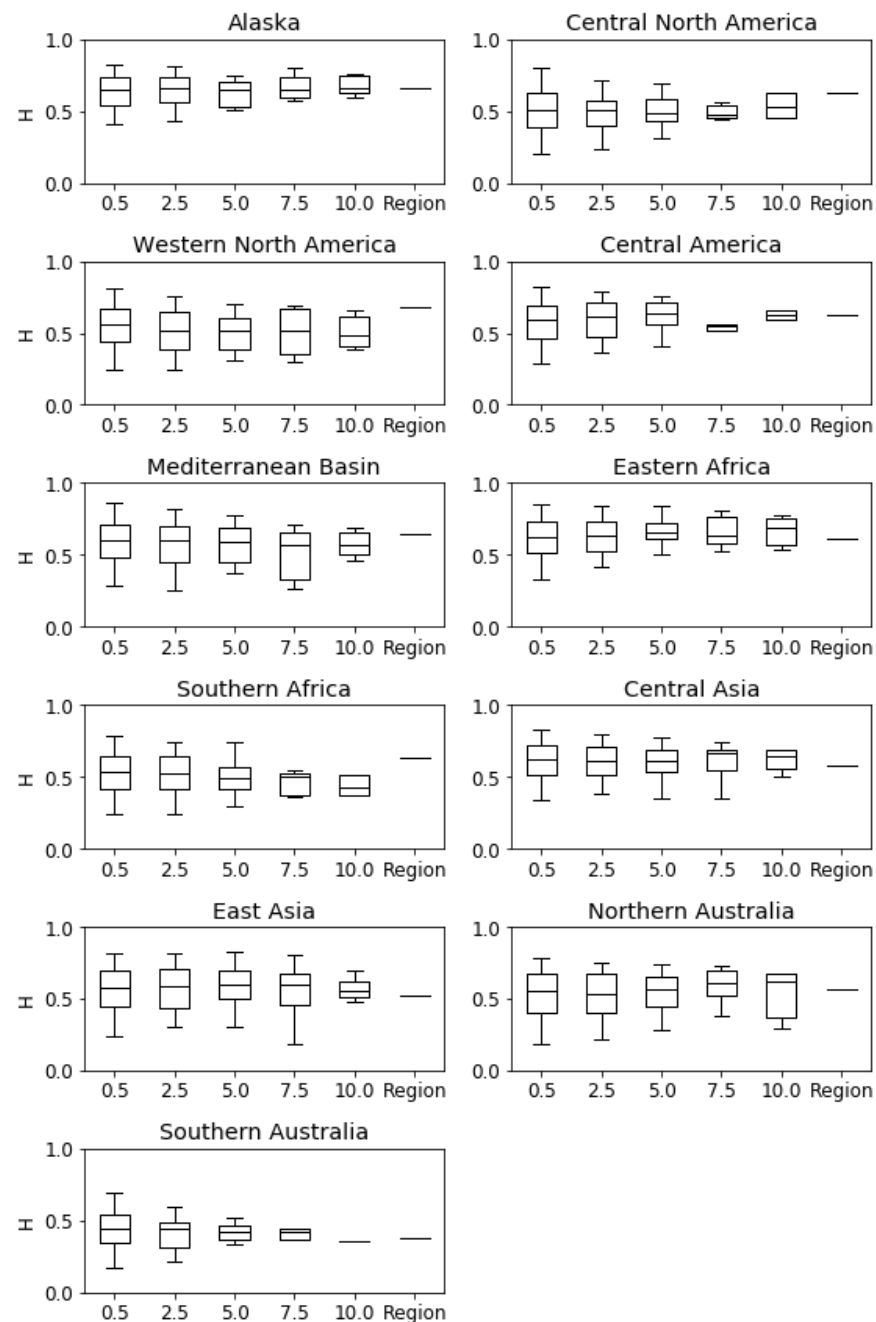 Alaska
1.0
0.5
0.0
H
0.5 2.5 5.0 7.5 10.0 Region
Central North America
1.0
0.5
0.0
0.5 2.5 5.0 7.5 10.0 Region
Western North America
1.0
0.5
0.0
H
0.5 2.5 5.0 7.5 10.0 Region
Central America
1.0
0.5
0.0
0.5 2.5 5.0 7.5 10.0 Region
Mediterranean Basin
1.0
0.5
0.0
H
0.5 2.5 5.0 7.5 10.0 Region
Eastern Africa
1.0
0.5
0.0
0.5 2.5 5.0 7.5 10.0 Region
Southern Africa
1.0
0.5
0.0
H
0.5 2.5 5.0 7.5 10.0 Region
Central Asia
1.0
0.5
0.0
0.5 2.5 5.0 7.5 10.0 Region
East Asia
1.0
0.5
0.0
H
0.5 2.5 5.0 7.5 10.0 Region
Northern Australia
1.0
0.5
0.0
0.5 2.5 5.0 7.5 10.0 Region
Southern Australia
1.0
0.5
0.0
H
0.5 2.5 5.0 7.5 10.0 Region